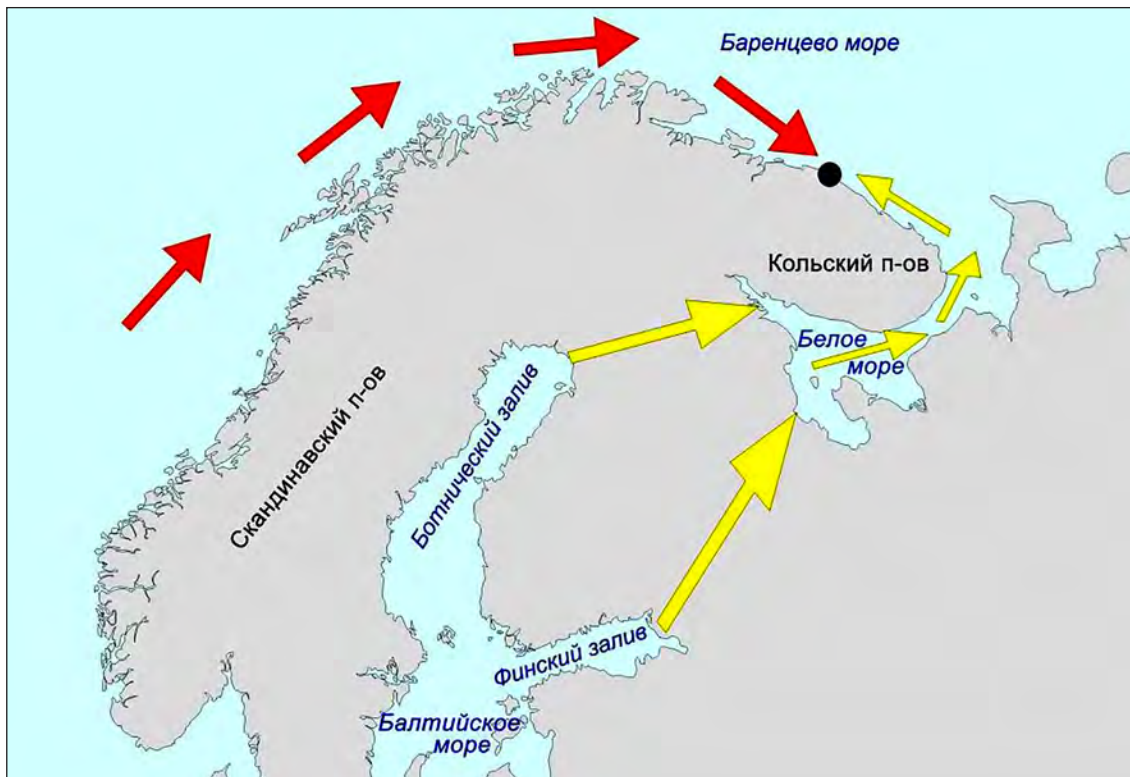 Баренцево море
Кольский п-ов
Белое
море
Скандинавский п-ов
Ботнический залив
Финский залив
Балтийское
море